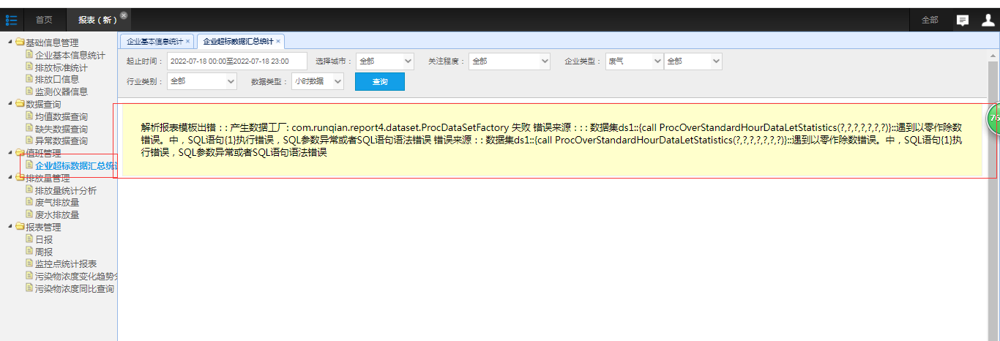 首页
报表（新）
全部
基础信息管理
企业基本信息统计
排放标准统计
排放口信息
监测仪器信息
数据查询
均值数据查询
缺失数据查询
异常数据查询
值班管理
企业超标数据汇总统
排放量管理
排放量统计分析
废气排放量
废水排放量
报表管理
日报
周报
监控点统计报表
污染物浓度变化趋势
污染物浓度同比查询
企业基本信息统计 ×
企业超标数据汇总统计 ×
起止时间： 2022-07-18 00:00至2022-07-18 23:00 选择城市： 全部 关注程度： 全部 企业类型： 废气 全部
行业类别： 全部 数据类型： 小时数据 查询
解析报表模板出错：: 产生数据工厂: com.runqian.report4.dataset.ProcDataSetFactory 失败 错误来源：: : 数据集ds1::{call ProcOverStandardHourDataLetStatistics(?,?,?,?,?,?,?)}::遇到以零作除数
错误。中，SQL语句{1}执行错误，SQL参数异常或者SQL语句语法错误 错误来源：: 数据集ds1::{call ProcOverStandardHourDataLetStatistics(?,?,?,?,?,?,?)}::遇到以零作除数错误。中，SQL语句{1}执
行错误，SQL参数异常或者SQL语句语法错误
76